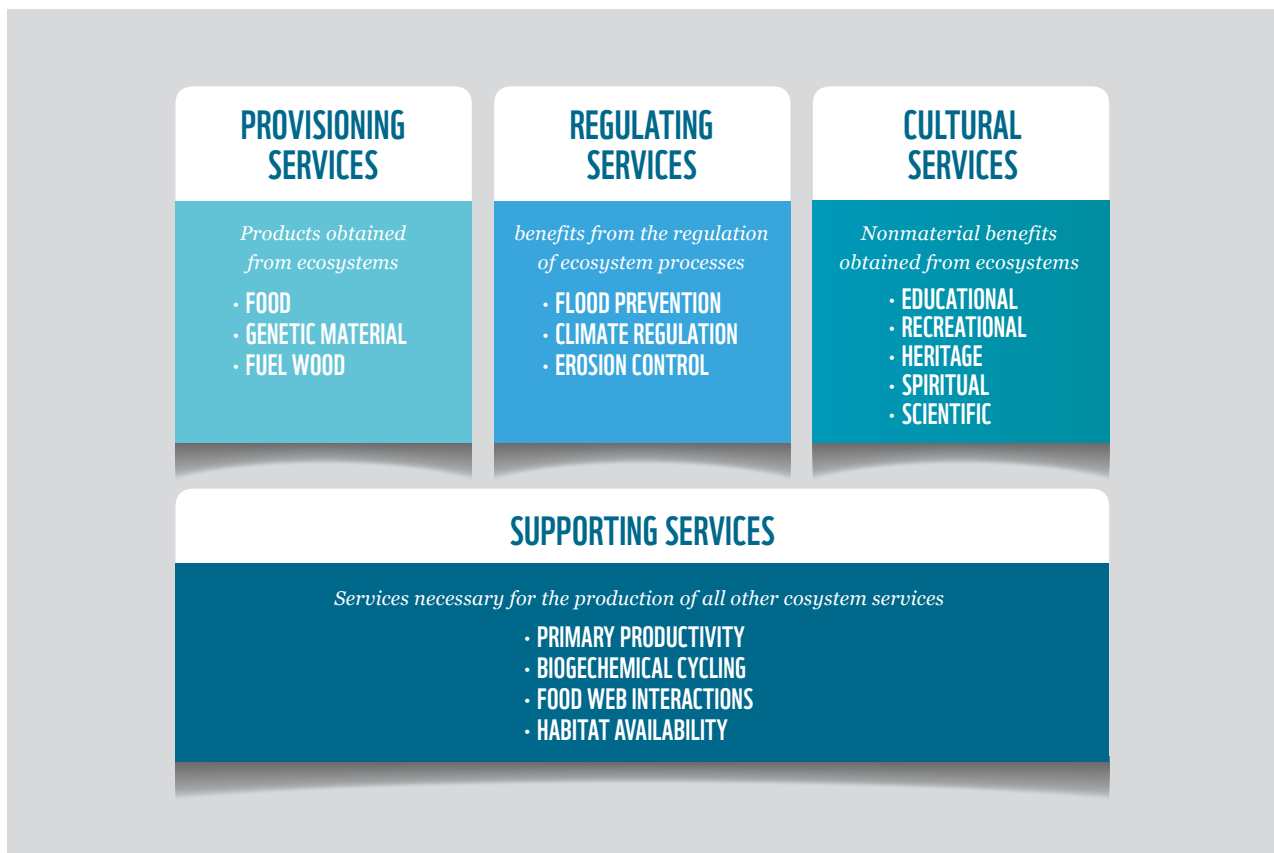 PROVISIONING
SERVICES
Products obtained
from ecosystems
· FOOD
· GENETIC MATERIAL
· FUEL WOOD
REGULATING
SERVICES
benefits from the regulation
of ecosystem processes
· FLOOD PREVENTION
· CLIMATE REGULATION
· EROSION CONTROL
CULTURAL
SERVICES
Nonmaterial benefits
obtained from ecosystems
· EDUCATIONAL
· RECREATIONAL
· HERITAGE
· SPIRITUAL
· SCIENTIFIC
SUPPORTING SERVICES
Services necessary for the production of all other cosystem services
· PRIMARY PRODUCTIVITY
· BIOGECHEMICAL CYCLING
· FOOD WEB INTERACTIONS
· HABITAT AVAILABILITY